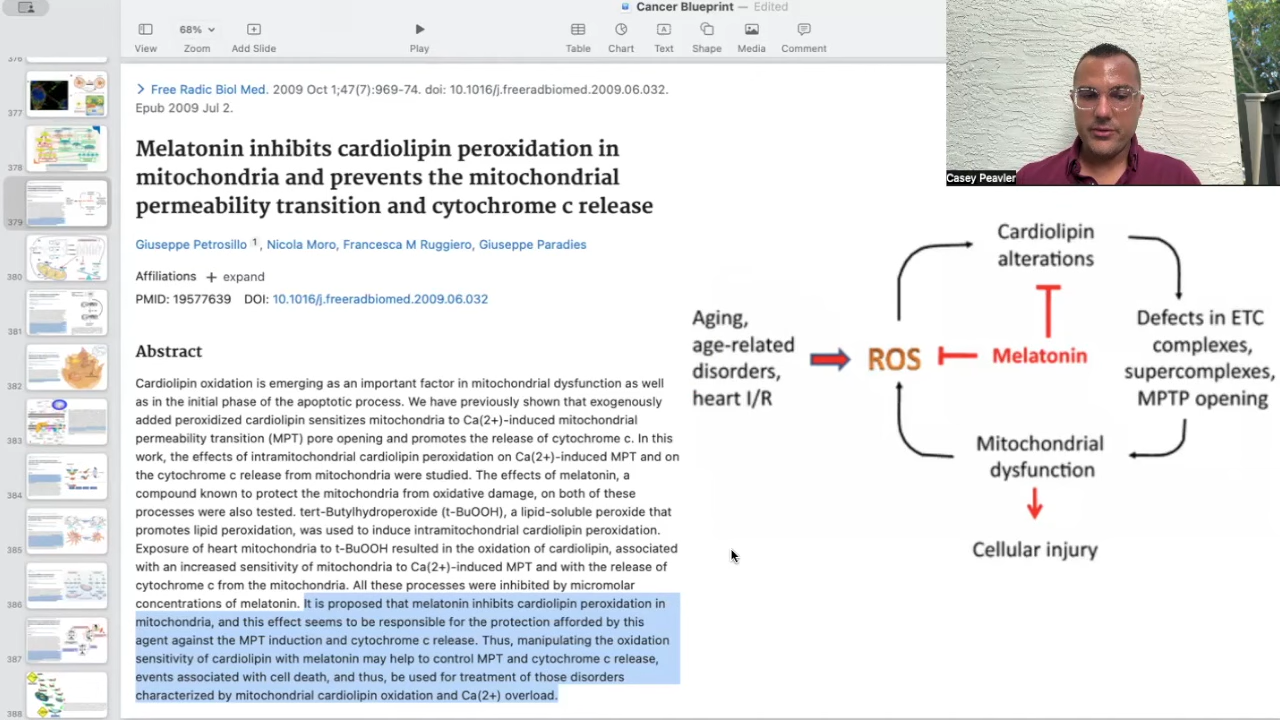 Cancer Blueprint — Edited
68%
View
Zoom
Add Slide
Play
Table
Chart
Text
Shape
Media
Comment
Casey Peavler
376
377
378
379
380
381
382
383
384
385
386
387
388
> Free Radic Biol Med. 2009 Oct 1;47(7):969-74. doi: 10.1016/j.freeradbiomed.2009.06.032.
Epub 2009 Jul 2.
Melatonin inhibits cardiolipin peroxidation in
mitochondria and prevents the mitochondrial
permeability transition and cytochrome c release
Giuseppe Petrosillo 1, Nicola Moro, Francesca M Ruggiero, Giuseppe Paradies
Affiliations + expand
PMID: 19577639 DOI: 10.1016/j.freeradbiomed.2009.06.032
Abstract
Cardiolipin oxidation is emerging as an important factor in mitochondrial dysfunction as well
as in the initial phase of the apoptotic process. We have previously shown that exogenously
added peroxidized cardiolipin sensitizes mitochondria to Ca(2+)-induced mitochondrial
permeability transition (MPT) pore opening and promotes the release of cytochrome c. In this
work, the effects of intramitochondrial cardiolipin peroxidation on Ca(2+)-induced MPT and on
the cytochrome c release from mitochondria were studied. The effects of melatonin, a
compound known to protect the mitochondria from oxidative damage, on both of these
processes were also tested. tert-Butylhydroperoxide (t-BuOOH), a lipid-soluble peroxide that
promotes lipid peroxidation, was used to induce intramitochondrial cardiolipin peroxidation.
Exposure of heart mitochondria to t-BuOOH resulted in the oxidation of cardiolipin, associated
with an increased sensitivity of mitochondria to Ca(2+)-induced MPT and with the release of
cytochrome c from the mitochondria. All these processes were inhibited by micromolar
concentrations of melatonin. It is proposed that melatonin inhibits cardiolipin peroxidation in
mitochondria, and this effect seems to be responsible for the protection afforded by this
agent against the MPT induction and cytochrome c release. Thus, manipulating the oxidation
sensitivity of cardiolipin with melatonin may help to control MPT and cytochrome c release,
events associated with cell death, and thus, be used for treatment of those disorders
characterized by mitochondrial cardiolipin oxidation and Ca(2+) overload.
Cardiolipin
alterations
Aging,
age-related
disorders,
heart I/R
ROS
Melatonin
Defects in ETC
complexes,
supercomplexes,
MPTP opening
Mitochondrial
dysfunction
Cellular injury